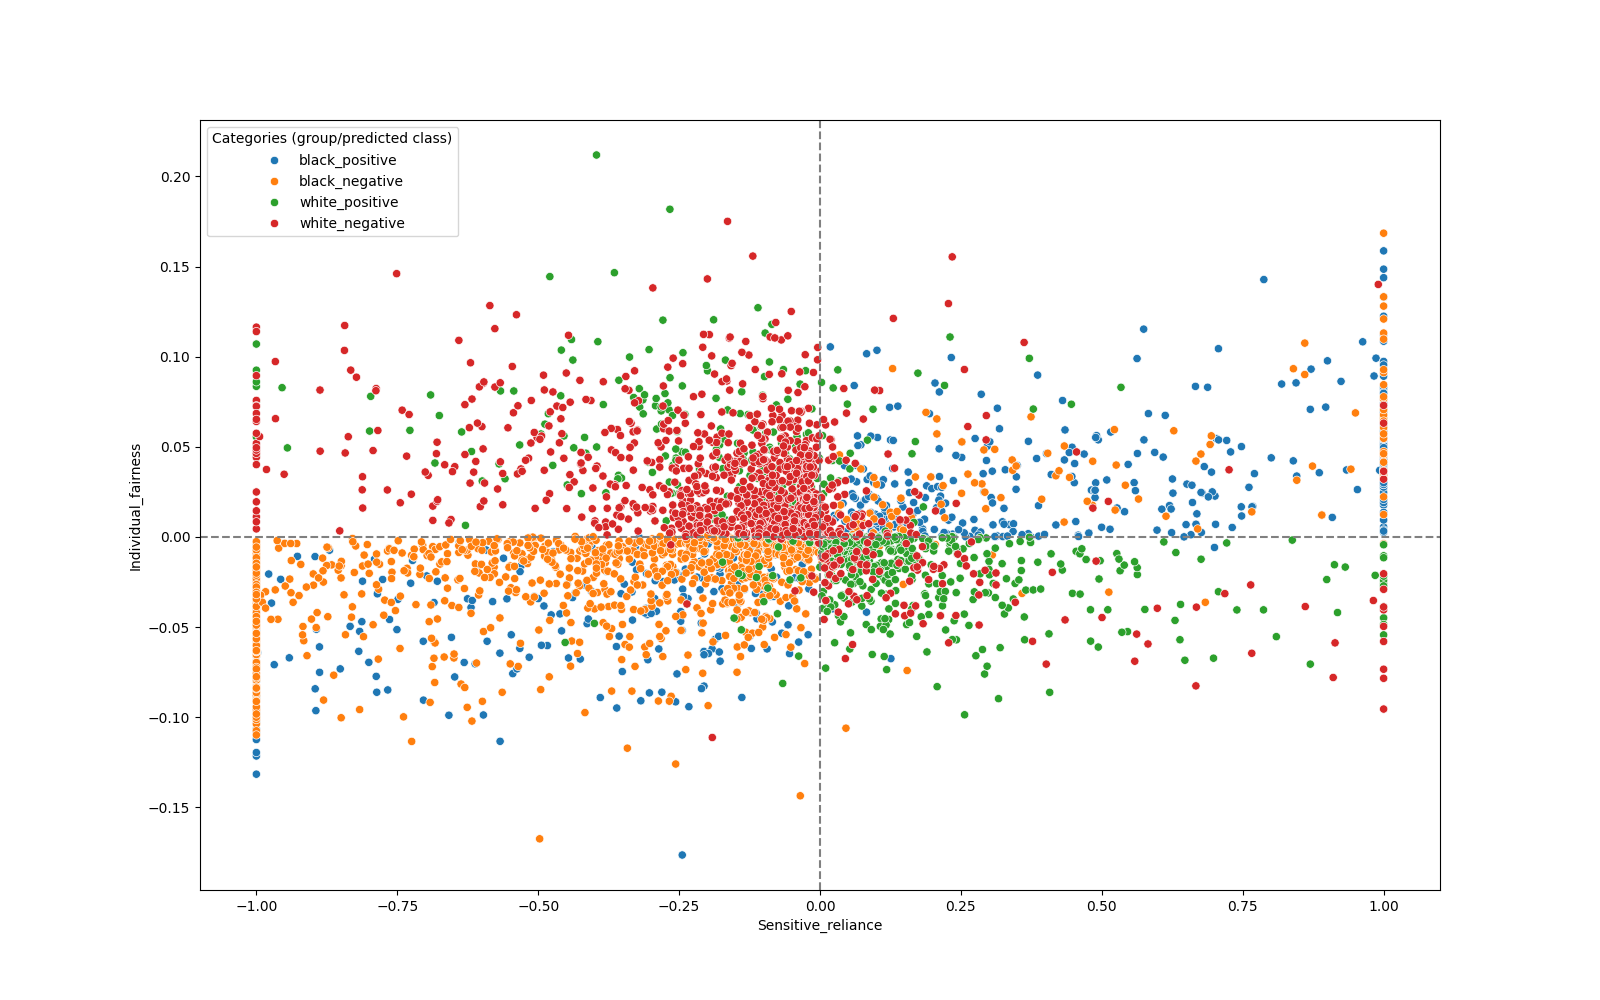 Categories (group/predicted class)
black_positive
black_negative
white_positive
white_negative
0.20
0.15
0.10
0.05
0.00
−0.05
−0.10
−0.15
Individual_fairness
−1.00 −0.75 −0.50 −0.25 0.00 0.25 0.50 0.75 1.00
Sensitive_reliance